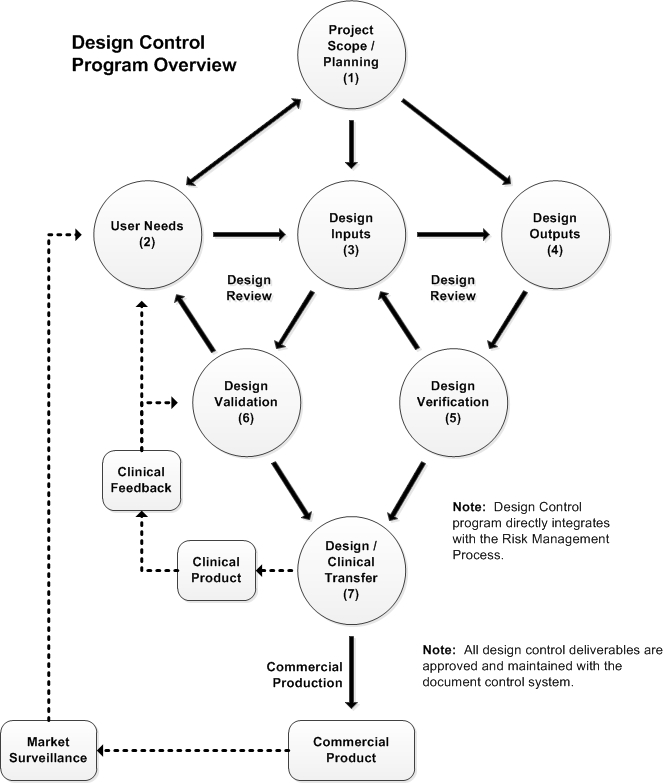 Design Control
Program Overview
Project
Scope /
Planning
(1)
User Needs
(2)
Design
Inputs
(3)
Design
Outputs
(4)
Design
Review
Design
Review
Design
Validation
(6)
Design
Verification
(5)
Clinical
Feedback
Note: Design Control
program directly integrates
with the Risk Management
Process.
Clinical
Product
Design /
Clinical
Transfer
(7)
Note: All design control deliverables are
approved and maintained with the
document control system.
Commercial
Production
Market
Surveillance
Commercial
Product